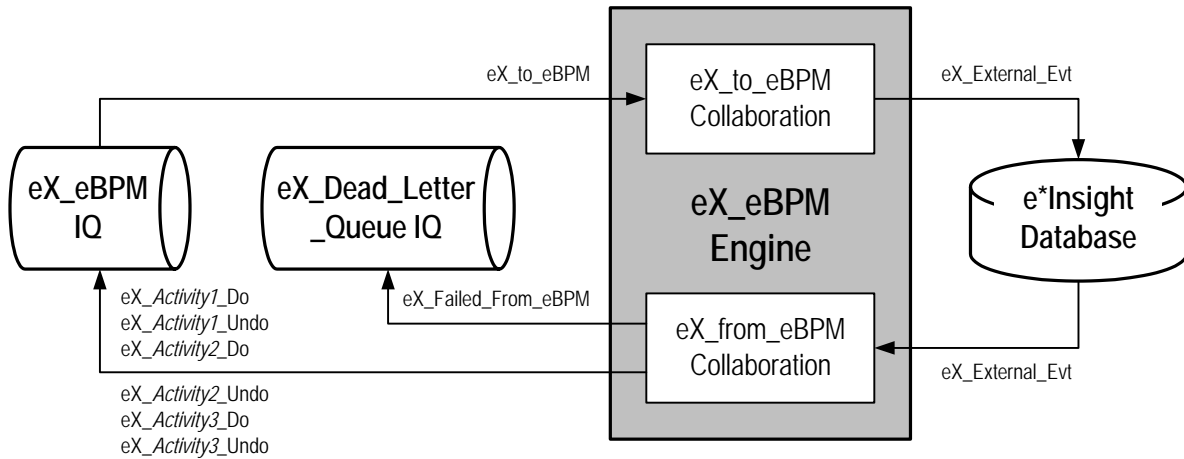 eX_to_eBPM
eX_to_eBPM
Collaboration
eX_External_Evt
eX_eBPM
IQ
eX_Dead_Letter
_Queue IQ
eX_eBPM
Engine
e*Insight
Database
eX_Activity1_Do
eX_Activity1_Undo
eX_Activity2_Do
eX_Failed_From_eBPM
eX_from_eBPM
Collaboration
eX_External_Evt
eX_Activity2_Undo
eX_Activity3_Do
eX_Activity3_Undo